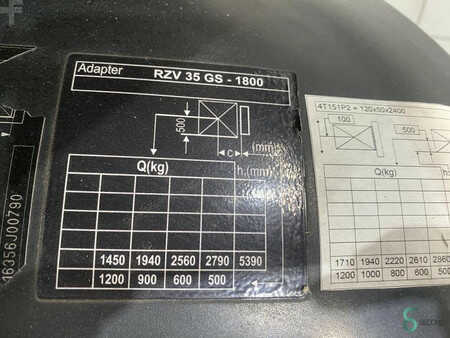 Adapter RZV 35 GS - 1800
500
C (mm)
Q(kg) h.(mm)
1450 1940 2560 2790 5390
1200 900 600 500
16356J00790
4T151P2 = 120x50x2400
100 500
Q(kg)
1710 1940 2220 2610 2860
1200 1000 800 600 500
S